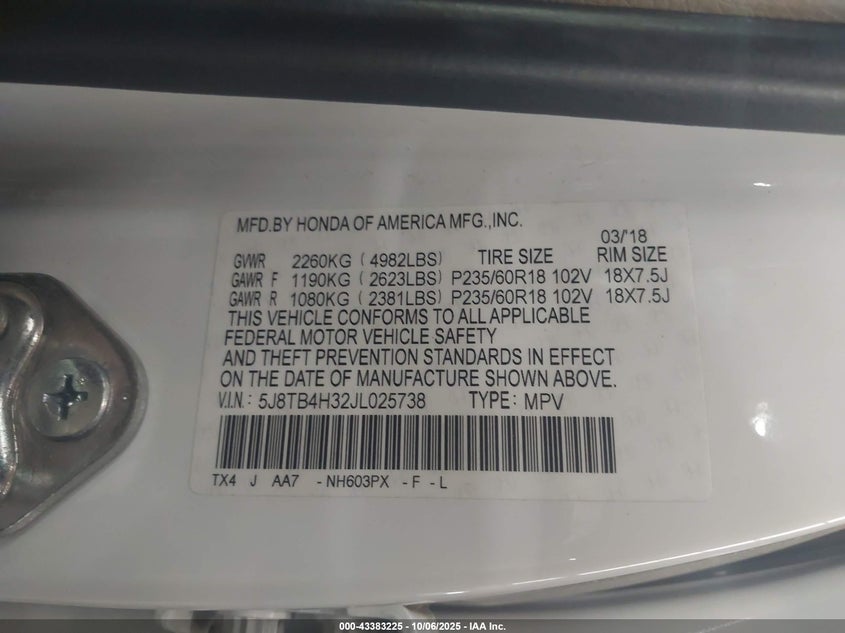 MFD.BY HONDA OF AMERICA MFG.,INC.
03/'18
GVWR 2260KG (4982LBS) TIRE SIZE RIM SIZE
GAWR F 1190KG (2623LBS) P235/60R18 102V 18X7.5J
GAWR R 1080KG (2381LBS) P235/60R18 102V 18X7.5J
THIS VEHICLE CONFORMS TO ALL APPLICABLE
FEDERAL MOTOR VEHICLE SAFETY
AND THEFT PREVENTION STANDARDS IN EFFECT
ON THE DATE OF MANUFACTURE SHOWN ABOVE.
V.I.N.: 5J8TB4H32JL025738 TYPE: MPV
TX4 J AA7 -NH603PX -F -L
000-43383225 - 10/06/2025 - IAA Inc.